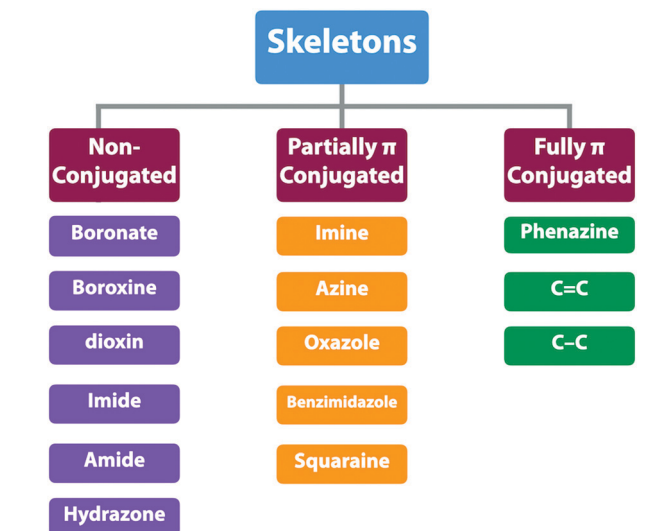 Skeletons
Non-
Conjugated
Boronate
Boroxine
dioxin
Imide
Amide
Hydrazone
Partially π
Conjugated
Imine
Azine
Oxazole
Benzimidazole
Squaraine
Fully π
Conjugated
Phenazine
C=C
C–C